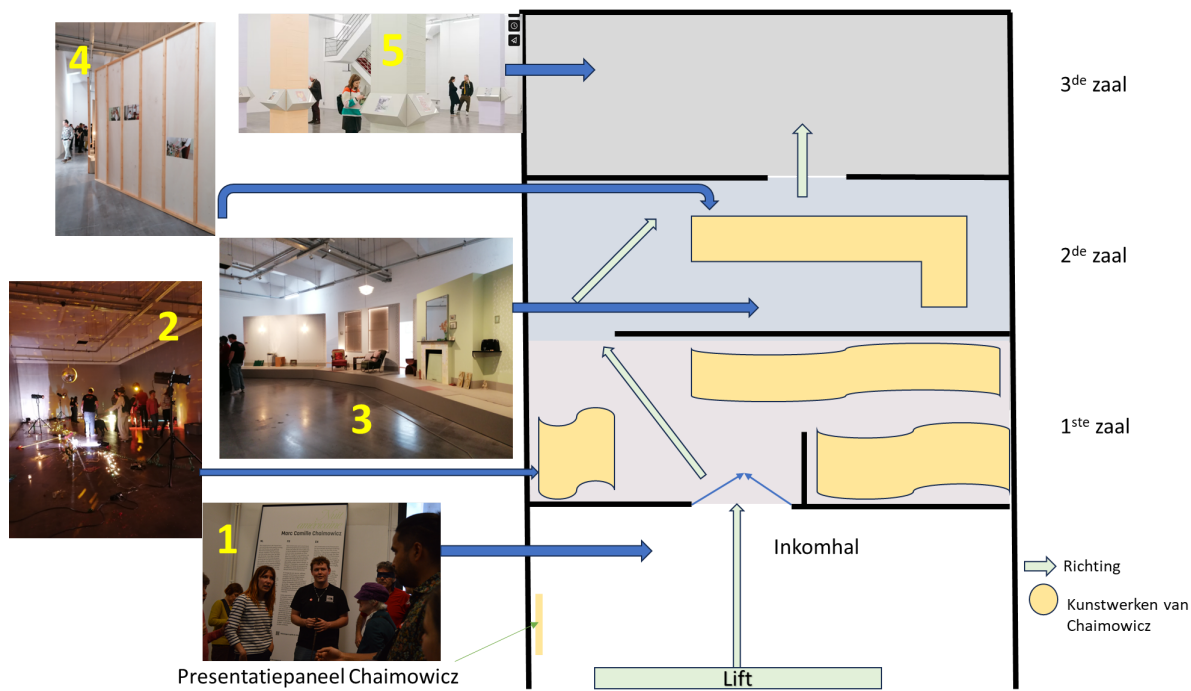 4
5
3de zaal
2de zaal
2
3
1ste zaal
1
Marc Camille Chaimowicz
Inkomhal
Richting
Kunstwerken van
Chaimowicz
Presentatiepaneel Chaimowicz
Lift